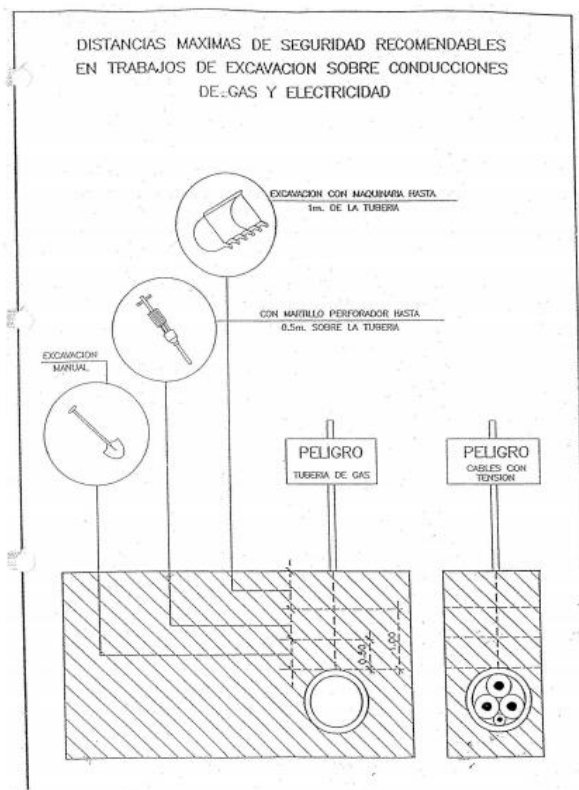 DISTANCIAS MAXIMAS DE SEGURIDAD RECOMENDABLES
EN TRABAJOS DE EXCAVACION SOBRE CONDUCCIONES
DE GAS Y ELECTRICIDAD
EXCAVACION CON MAQUINARIA HASTA
1m. DE LA TUBERIA
CON MARTILLO PERFORADOR HASTA
0.5m. SOBRE LA TUBERIA
EXCAVACION
MANUAL
PELIGRO
TUBERIA DE GAS
PELIGRO
CABLES CON
TENSION
0.50
1.00